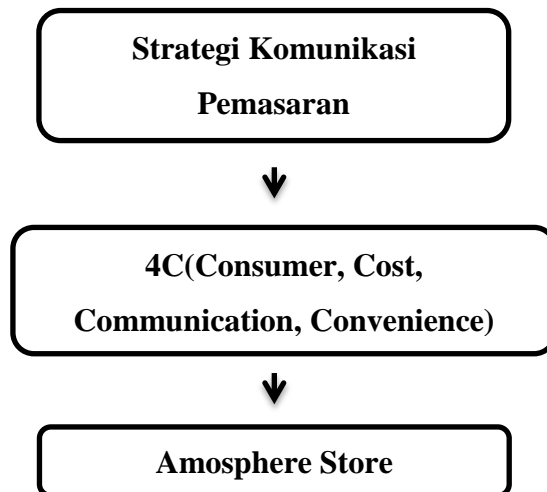 Strategi Komunikasi
Pemasaran
4C(Consumer, Cost,
Communication, Convenience)
Amosphere Store